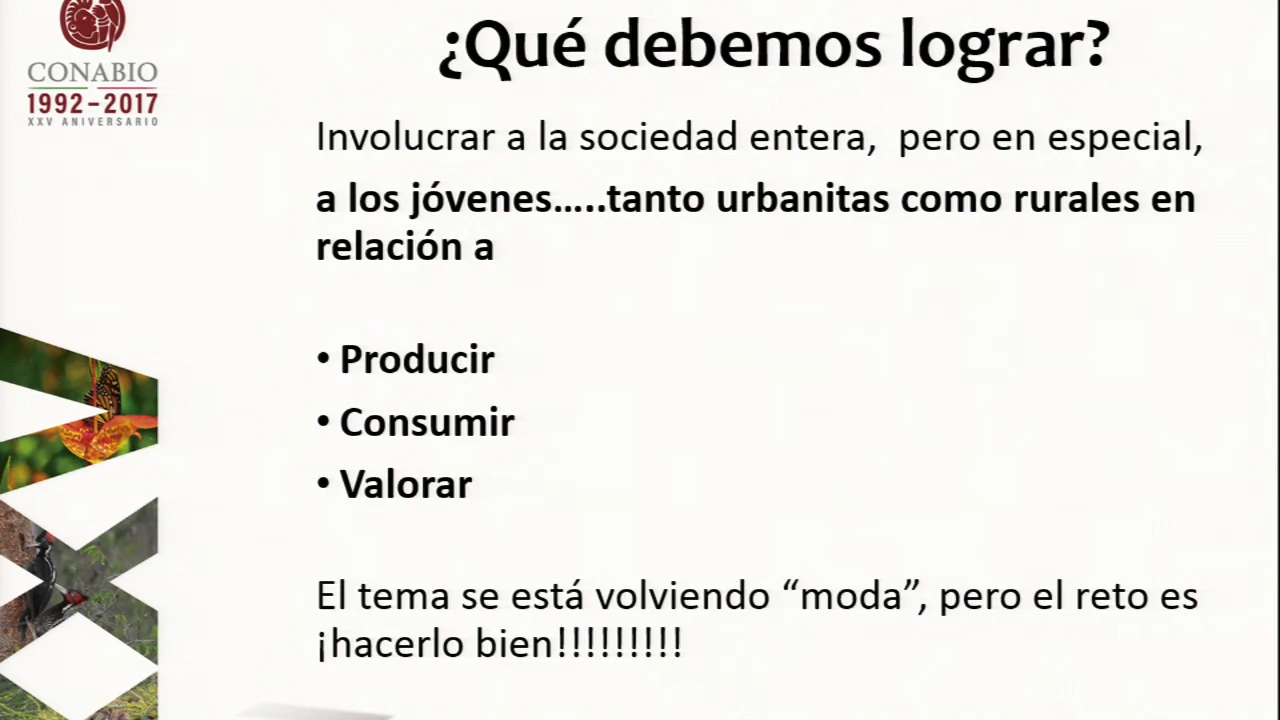 CONABIO
1992-2017
XXV ANIVERSARIO
¿Qué debemos lograr?
Involucrar a la sociedad entera, pero en especial,
a los jóvenes…..tanto urbanitas como rurales en
relación a
• Producir
• Consumir
• Valorar
El tema se está volviendo “moda”, pero el reto es
¡hacerlo bien!!!!!!!!!